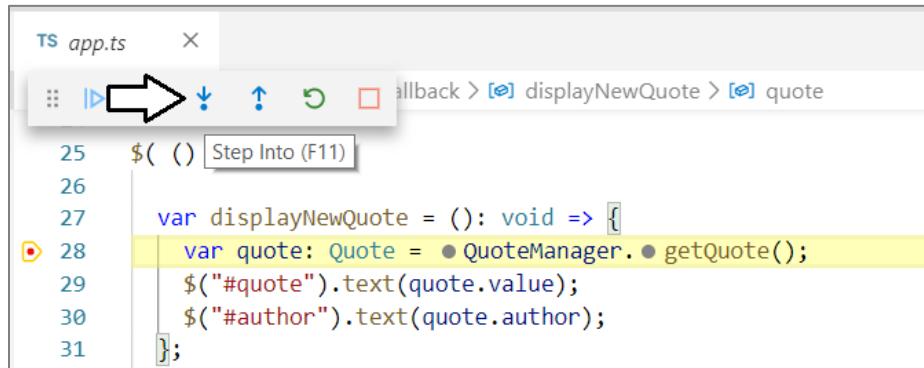 TS app.ts
allback > displayNewQuote > quote
25 $( ()
Step Into (F11)
26
27 var displayNewQuote = (): void => {
28 var quote: Quote = QuoteManager. getQuote();
29 $("#quote").text(quote.value);
30 $("#author").text(quote.author);
31 };